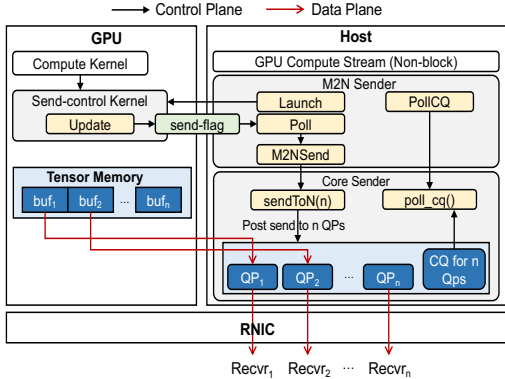 Control Plane
Data Plane
GPU
Host
Compute Kernel
GPU Compute Stream (Non-block)
M2N Sender
Send-control Kernel
Launch
PollCQ
Update
send-flag
Poll
M2NSend
Tensor Memory
buf1 buf2 ... bufn
Core Sender
sendToN(n)
poll_cq()
Post send to n QPs
QP1 QP2 ... QPn
CQ for n
Qps
RNIC
Recvr1 Recvr2 ... Recvrn